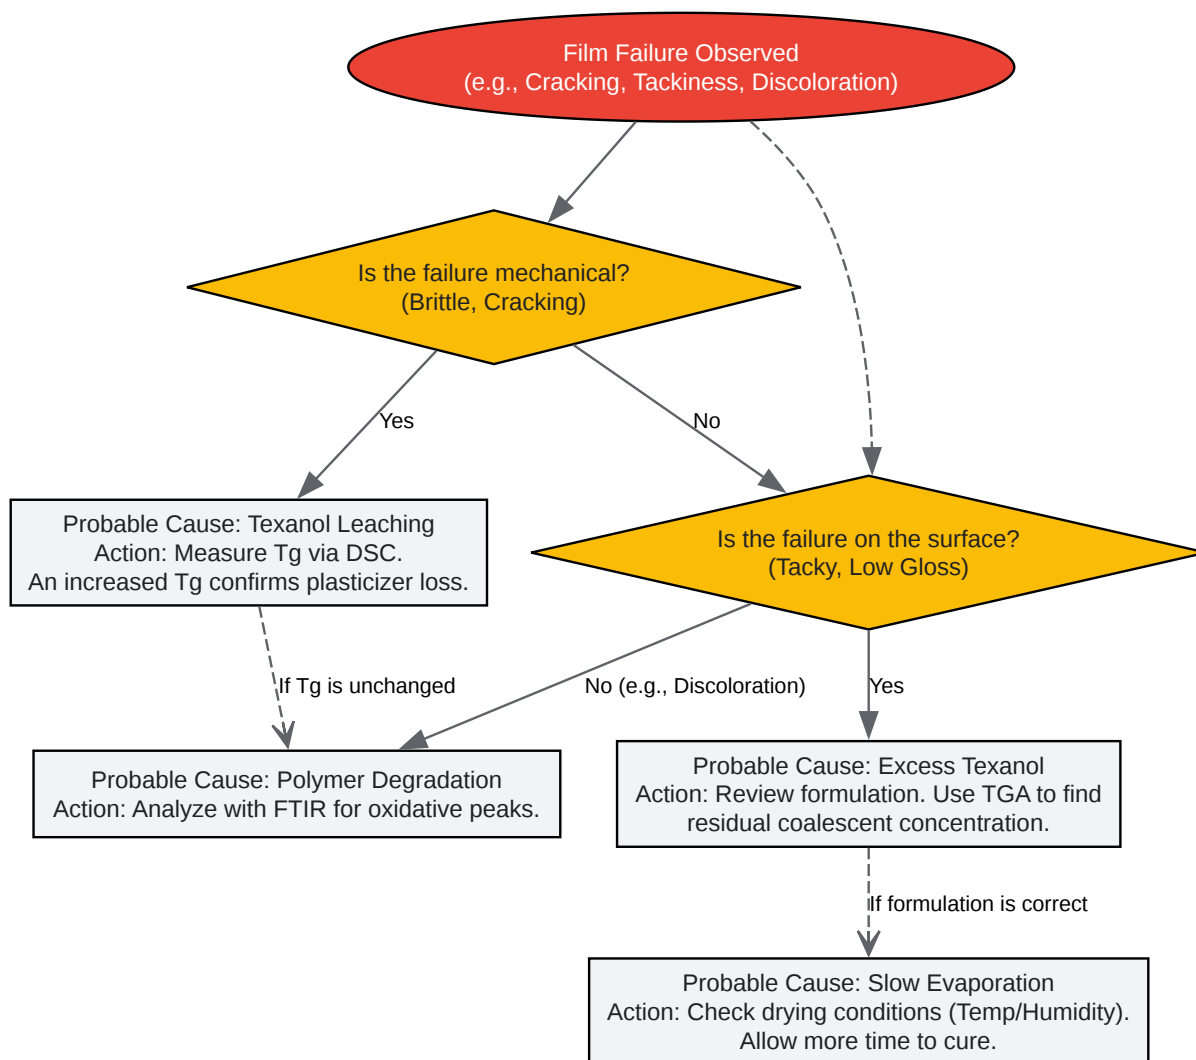 Film Failure Observed
(e.g., Cracking, Tackiness, Discoloration)
Is the failure mechanical?
(Brittle, Cracking)
Yes
No
Probable Cause: Texanol Leaching
Action: Measure Tg via DSC.
An increased Tg confirms plasticizer loss.
Is the failure on the surface?
(Tacky, Low Gloss)
If Tg is unchanged
No (e.g., Discoloration)
Yes
Probable Cause: Polymer Degradation
Action: Analyze with FTIR for oxidative peaks.
Probable Cause: Excess Texanol
Action: Review formulation. Use TGA to find
residual coalescent concentration.
If formulation is correct
Probable Cause: Slow Evaporation
Action: Check drying conditions (Temp/Humidity).
Allow more time to cure.